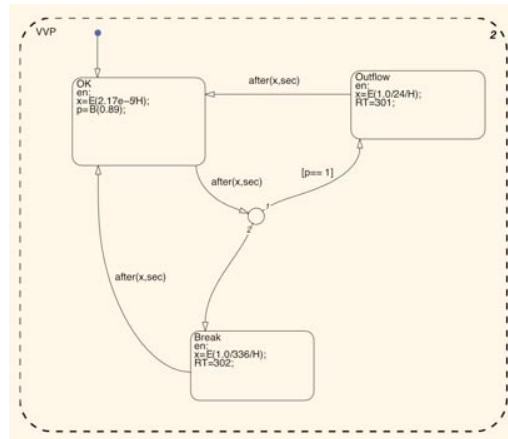 VVP
2
OK
en;
x=E(2.17e-5/H);
p=B(0.89);
after(x,sec)
Outflow
en;
x=E(1.0/24/H);
RT=301;
after(x,sec)
[p== 1]
1
2
after(x,sec)
Break
en;
x=E(1.0/336/H);
RT=302;